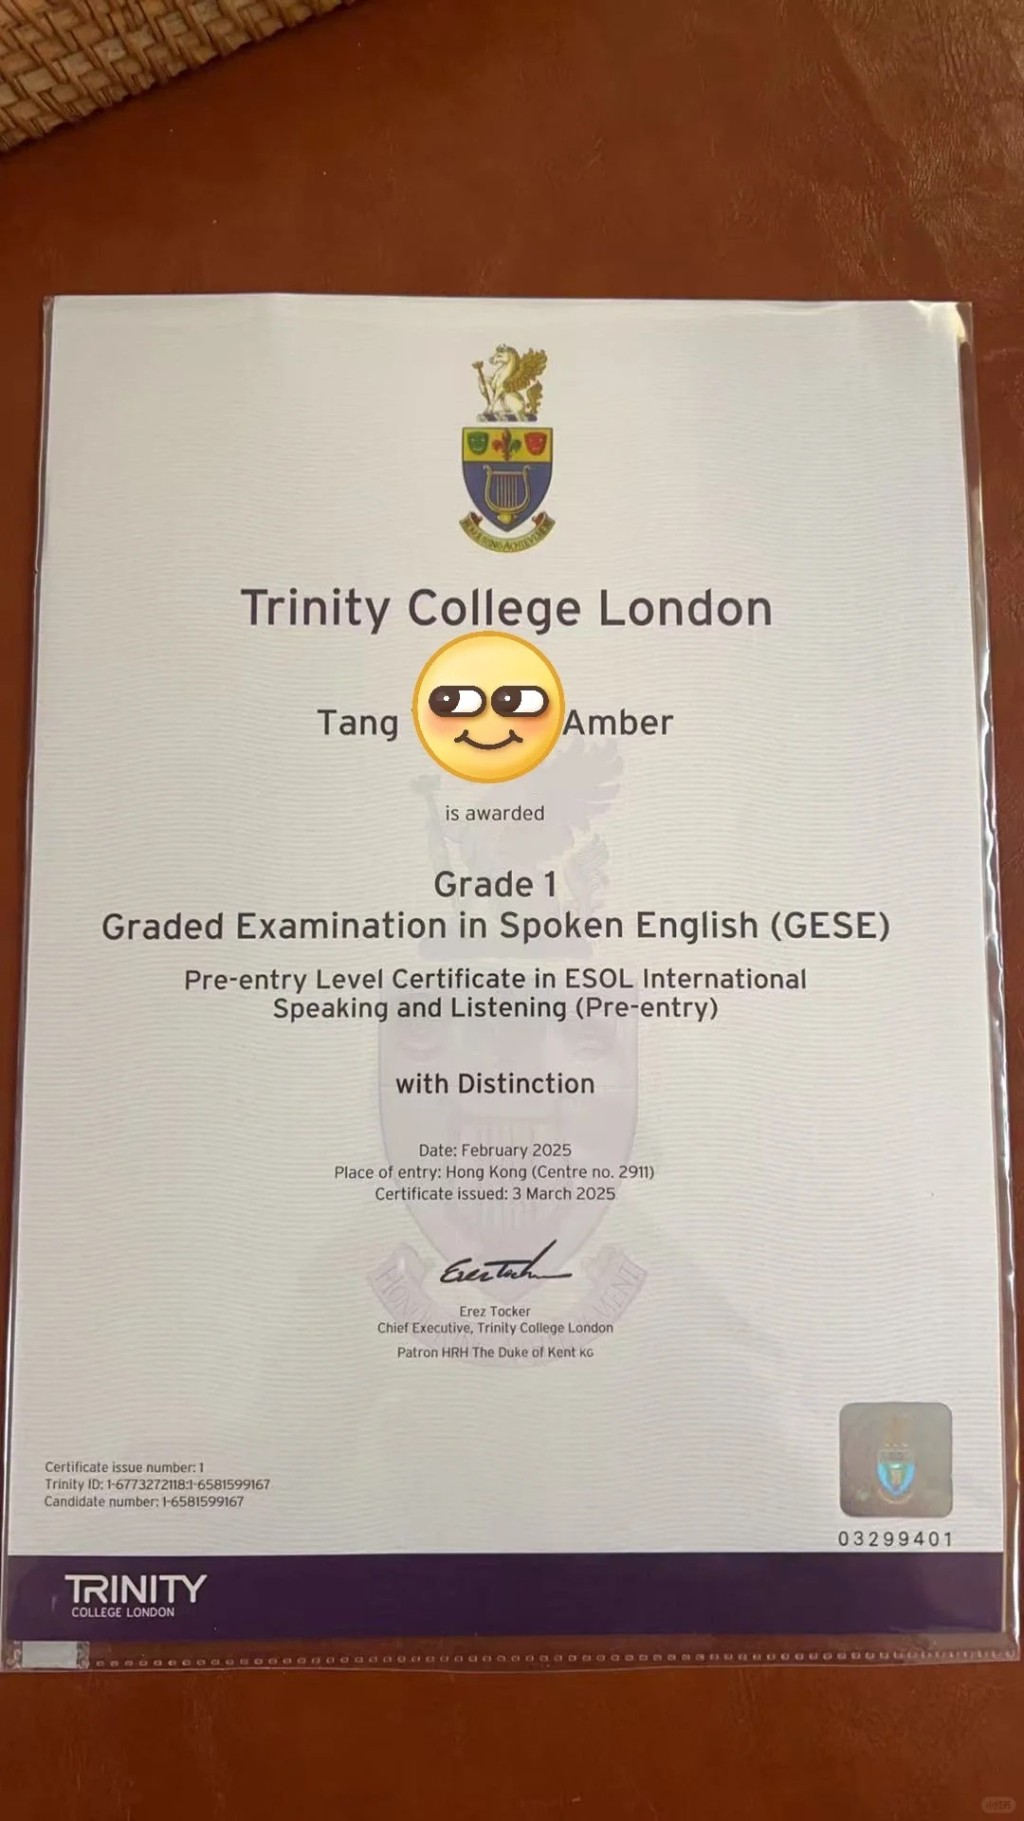 Trinity College London
Tang Amber
is awarded
Grade 1
Graded Examination in Spoken English (GESE)
Pre-entry Level Certificate in ESOL International
Speaking and Listening (Pre-entry)
with Distinction
Date: February 2025
Place of entry: Hong Kong (Centre no. 2911)
Certificate issued: 3 March 2025
Erez Tocker
Chief Executive, Trinity College London
Patron HRH The Duke of Kent KG
Certificate issue number: 1
Trinity ID: 1-6773272118:1-6581599167
Candidate number: 1-6581599167
03299401
TRINITY
COLLEGE LONDON